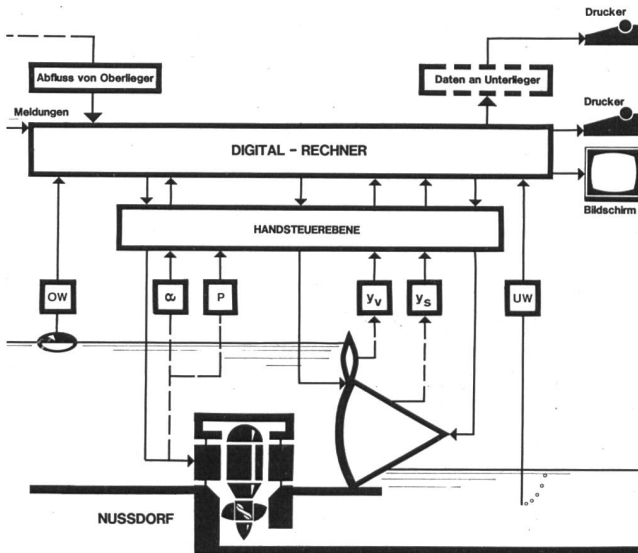 Drucker
Abfluss von Oberlieger
Daten an Unterlieger
Meldungen
Drucker
DIGITAL - RECHNER
Bildschirm
HANDSTEUEREBENE
OW
α
P
yv
ys
UW
NUSSDORF